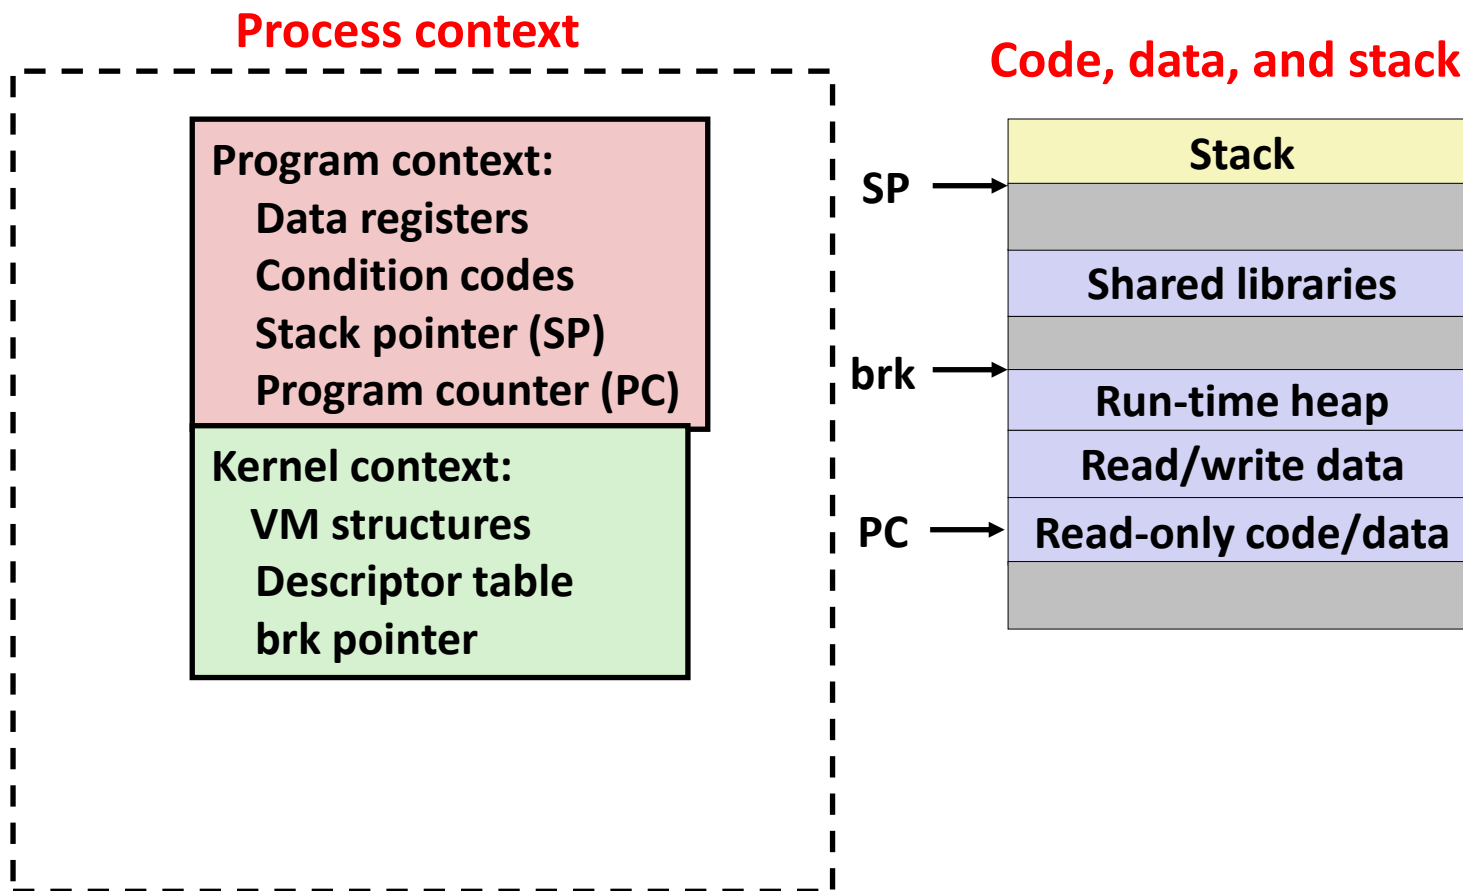 Process context
Program context:
Data registers
Condition codes
Stack pointer (SP)
Program counter (PC)
Kernel context:
VM structures
Descriptor table
brk pointer
Code, data, and stack
Stack
SP
Shared libraries
brk
Run-time heap
Read/write data
PC
Read-only code/data